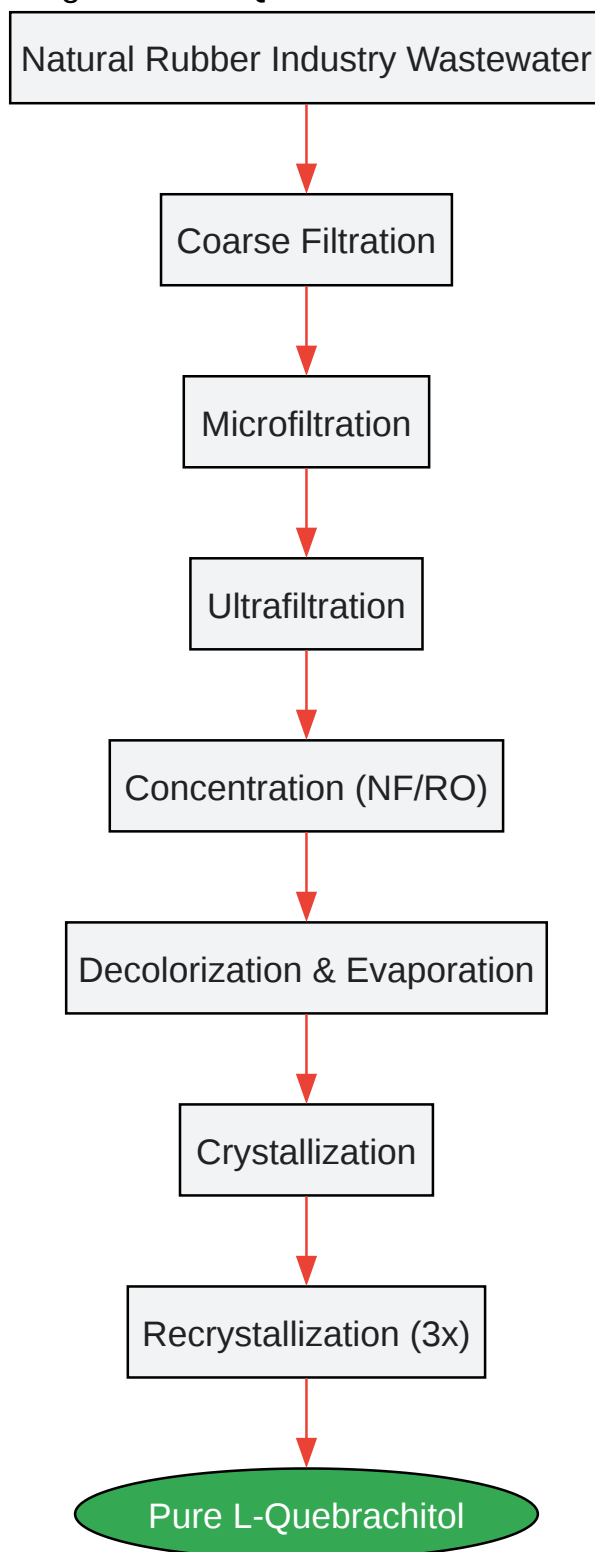 Natural Rubber Industry Wastewater
Coarse Filtration
Microfiltration
Ultrafiltration
Concentration (NF/RO)
Decolorization & Evaporation
Crystallization
Recrystallization (3x)
Pure L-Quebrachitol